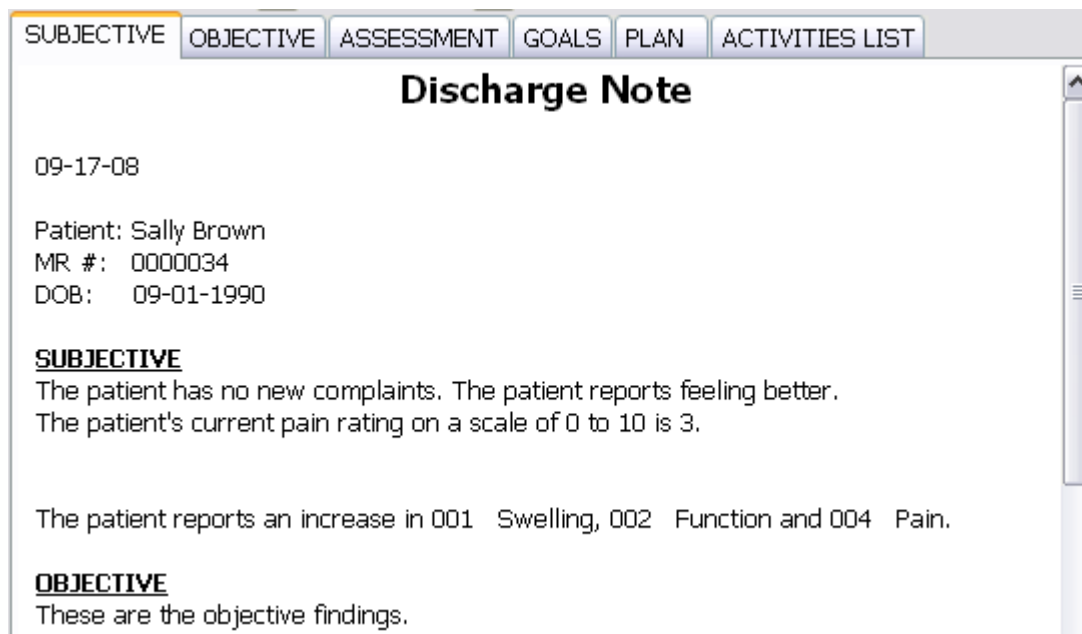 SUBJECTIVE OBJECTIVE ASSESSMENT GOALS PLAN ACTIVITIES LIST
Discharge Note
09-17-08
Patient: Sally Brown
MR #: 0000034
DOB: 09-01-1990
SUBJECTIVE
The patient has no new complaints. The patient reports feeling better.
The patient's current pain rating on a scale of 0 to 10 is 3.
The patient reports an increase in 001 Swelling, 002 Function and 004 Pain.
OBJECTIVE
These are the objective findings.